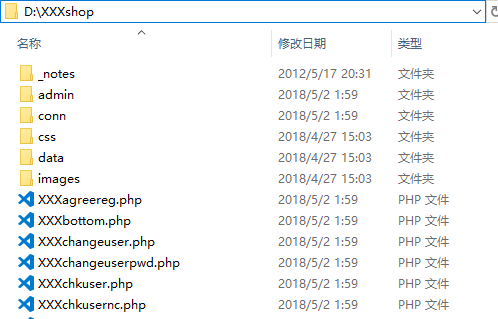 D:\XXXshop
名称 修改日期 类型
_notes 2012/5/17 20:31 文件夹
admin 2018/5/2 1:59 文件夹
conn 2018/5/2 1:59 文件夹
css 2018/4/27 15:03 文件夹
data 2018/4/27 15:03 文件夹
images 2018/4/27 15:03 文件夹
XXXagreereg.php 2018/5/2 1:59 PHP 文件
XXXbottom.php 2018/5/2 1:59 PHP 文件
XXXchangeuser.php 2018/5/2 1:59 PHP 文件
XXXchangeuserpwd.php 2018/5/2 1:59 PHP 文件
XXXchkuser.php 2018/5/2 1:59 PHP 文件
XXXchkusernc.php 2018/5/2 1:59 PHP 文件